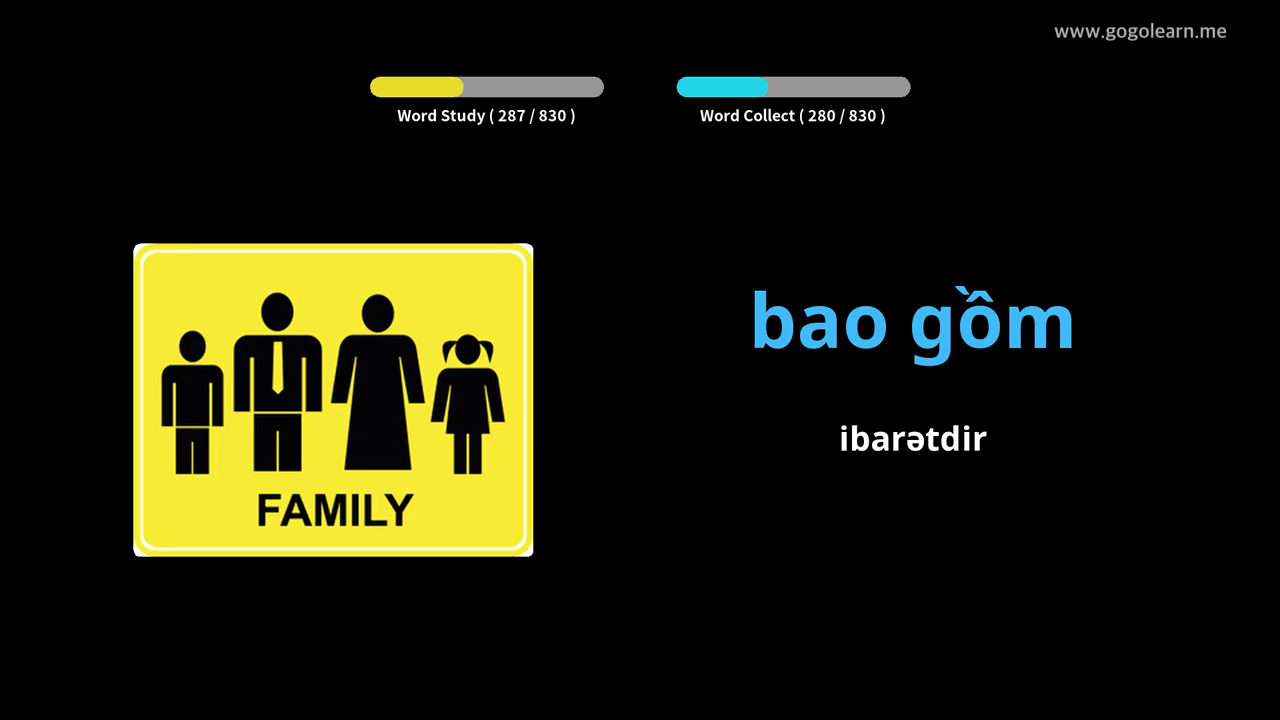 www.gogolearn.me
Word Study ( 287 / 830 )
Word Collect ( 280 / 830 )
bao gồm
ibarətdir
FAMILY